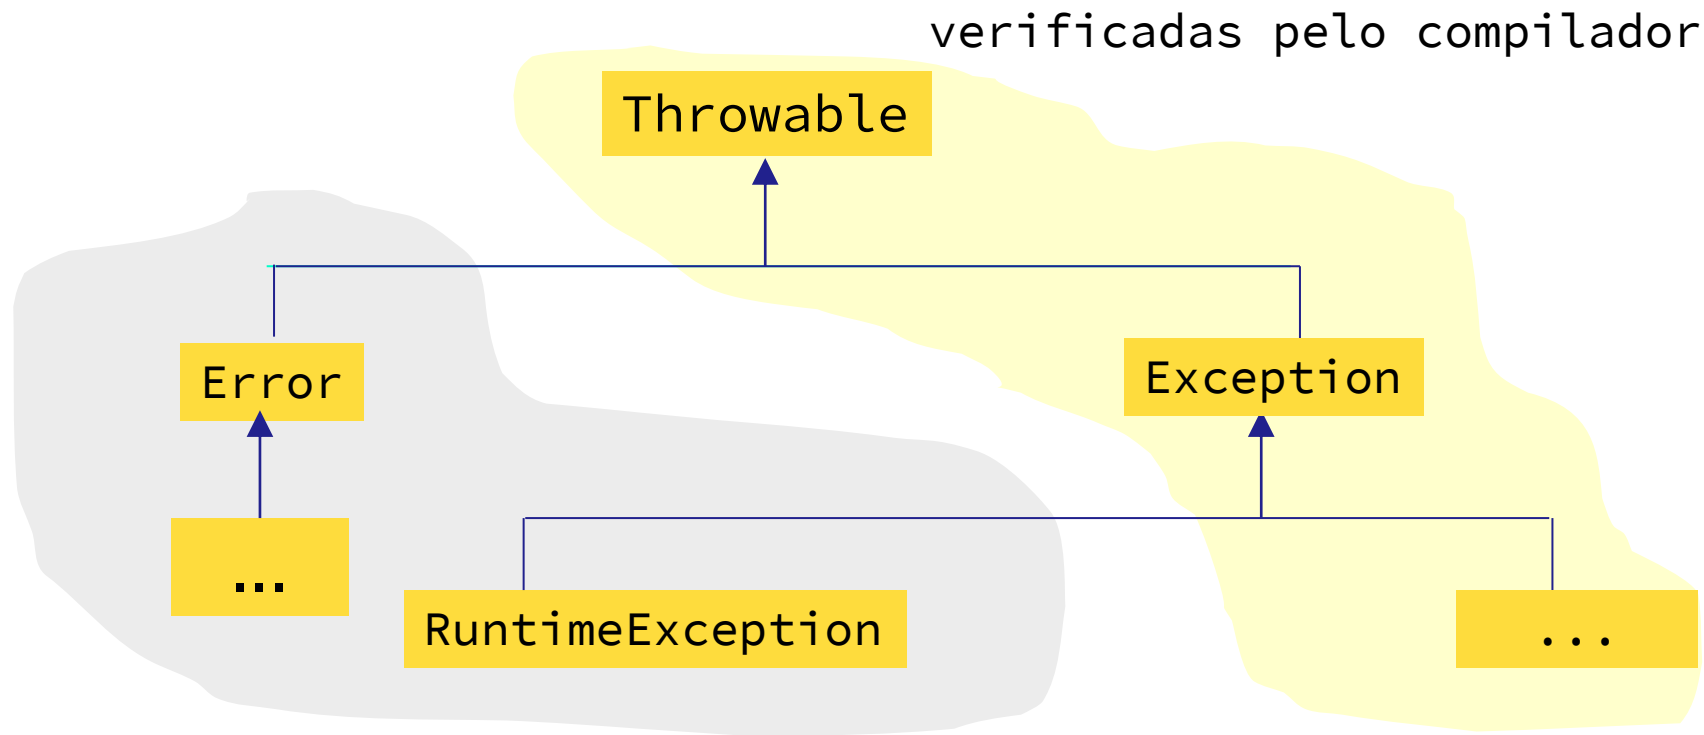 verificadas pelo compilador
Throwable
Error
Exception
...
RuntimeException
...